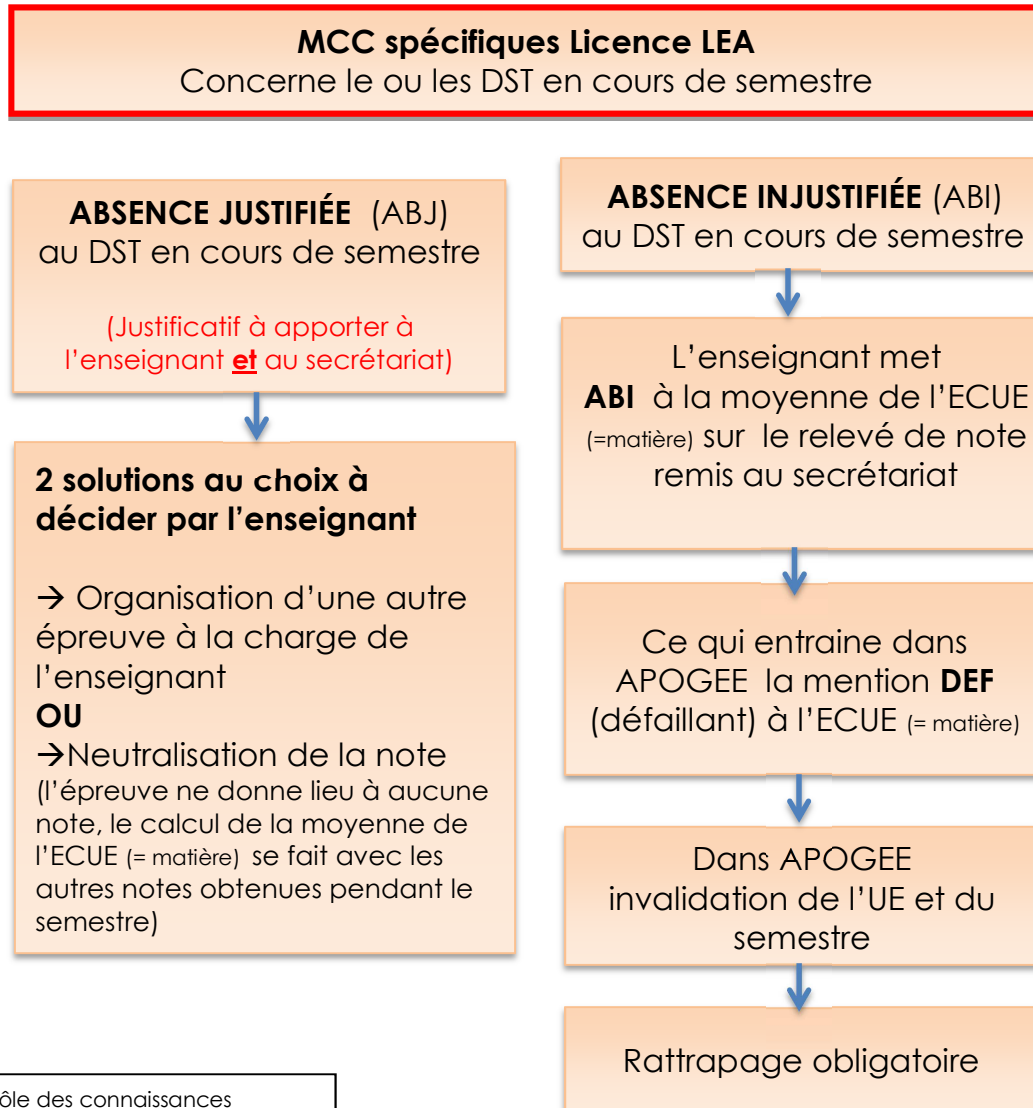 MCC spécifiques Licence LEA
Concerne le ou les DST en cours de semestre
ABSENCE JUSTIFIÉE (ABJ)
au DST en cours de semestre
(Justificatif à apporter à
l'enseignant et au secrétariat)
2 solutions au choix à
décider par l'enseignant
→ Organisation d'une autre
épreuve à la charge de
l'enseignant
OU
→Neutralisation de la note
(l'épreuve ne donne lieu à aucune
note, le calcul de la moyenne de
l'ECUE (= matière) se fait avec les
autres notes obtenues pendant le
semestre)
ABSENCE INJUSTIFIÉE (ABI)
au DST en cours de semestre
L'enseignant met
ABI à la moyenne de l'ECUE
(=matière) sur le relevé de note
remis au secrétariat
Ce qui entraine dans
APOGEE la mention DEF
(défaillant) à l'ECUE (= matière)
Dans APOGEE
invalidation de l'UE et du
semestre
Rattrapage obligatoire
ôle des connaissances